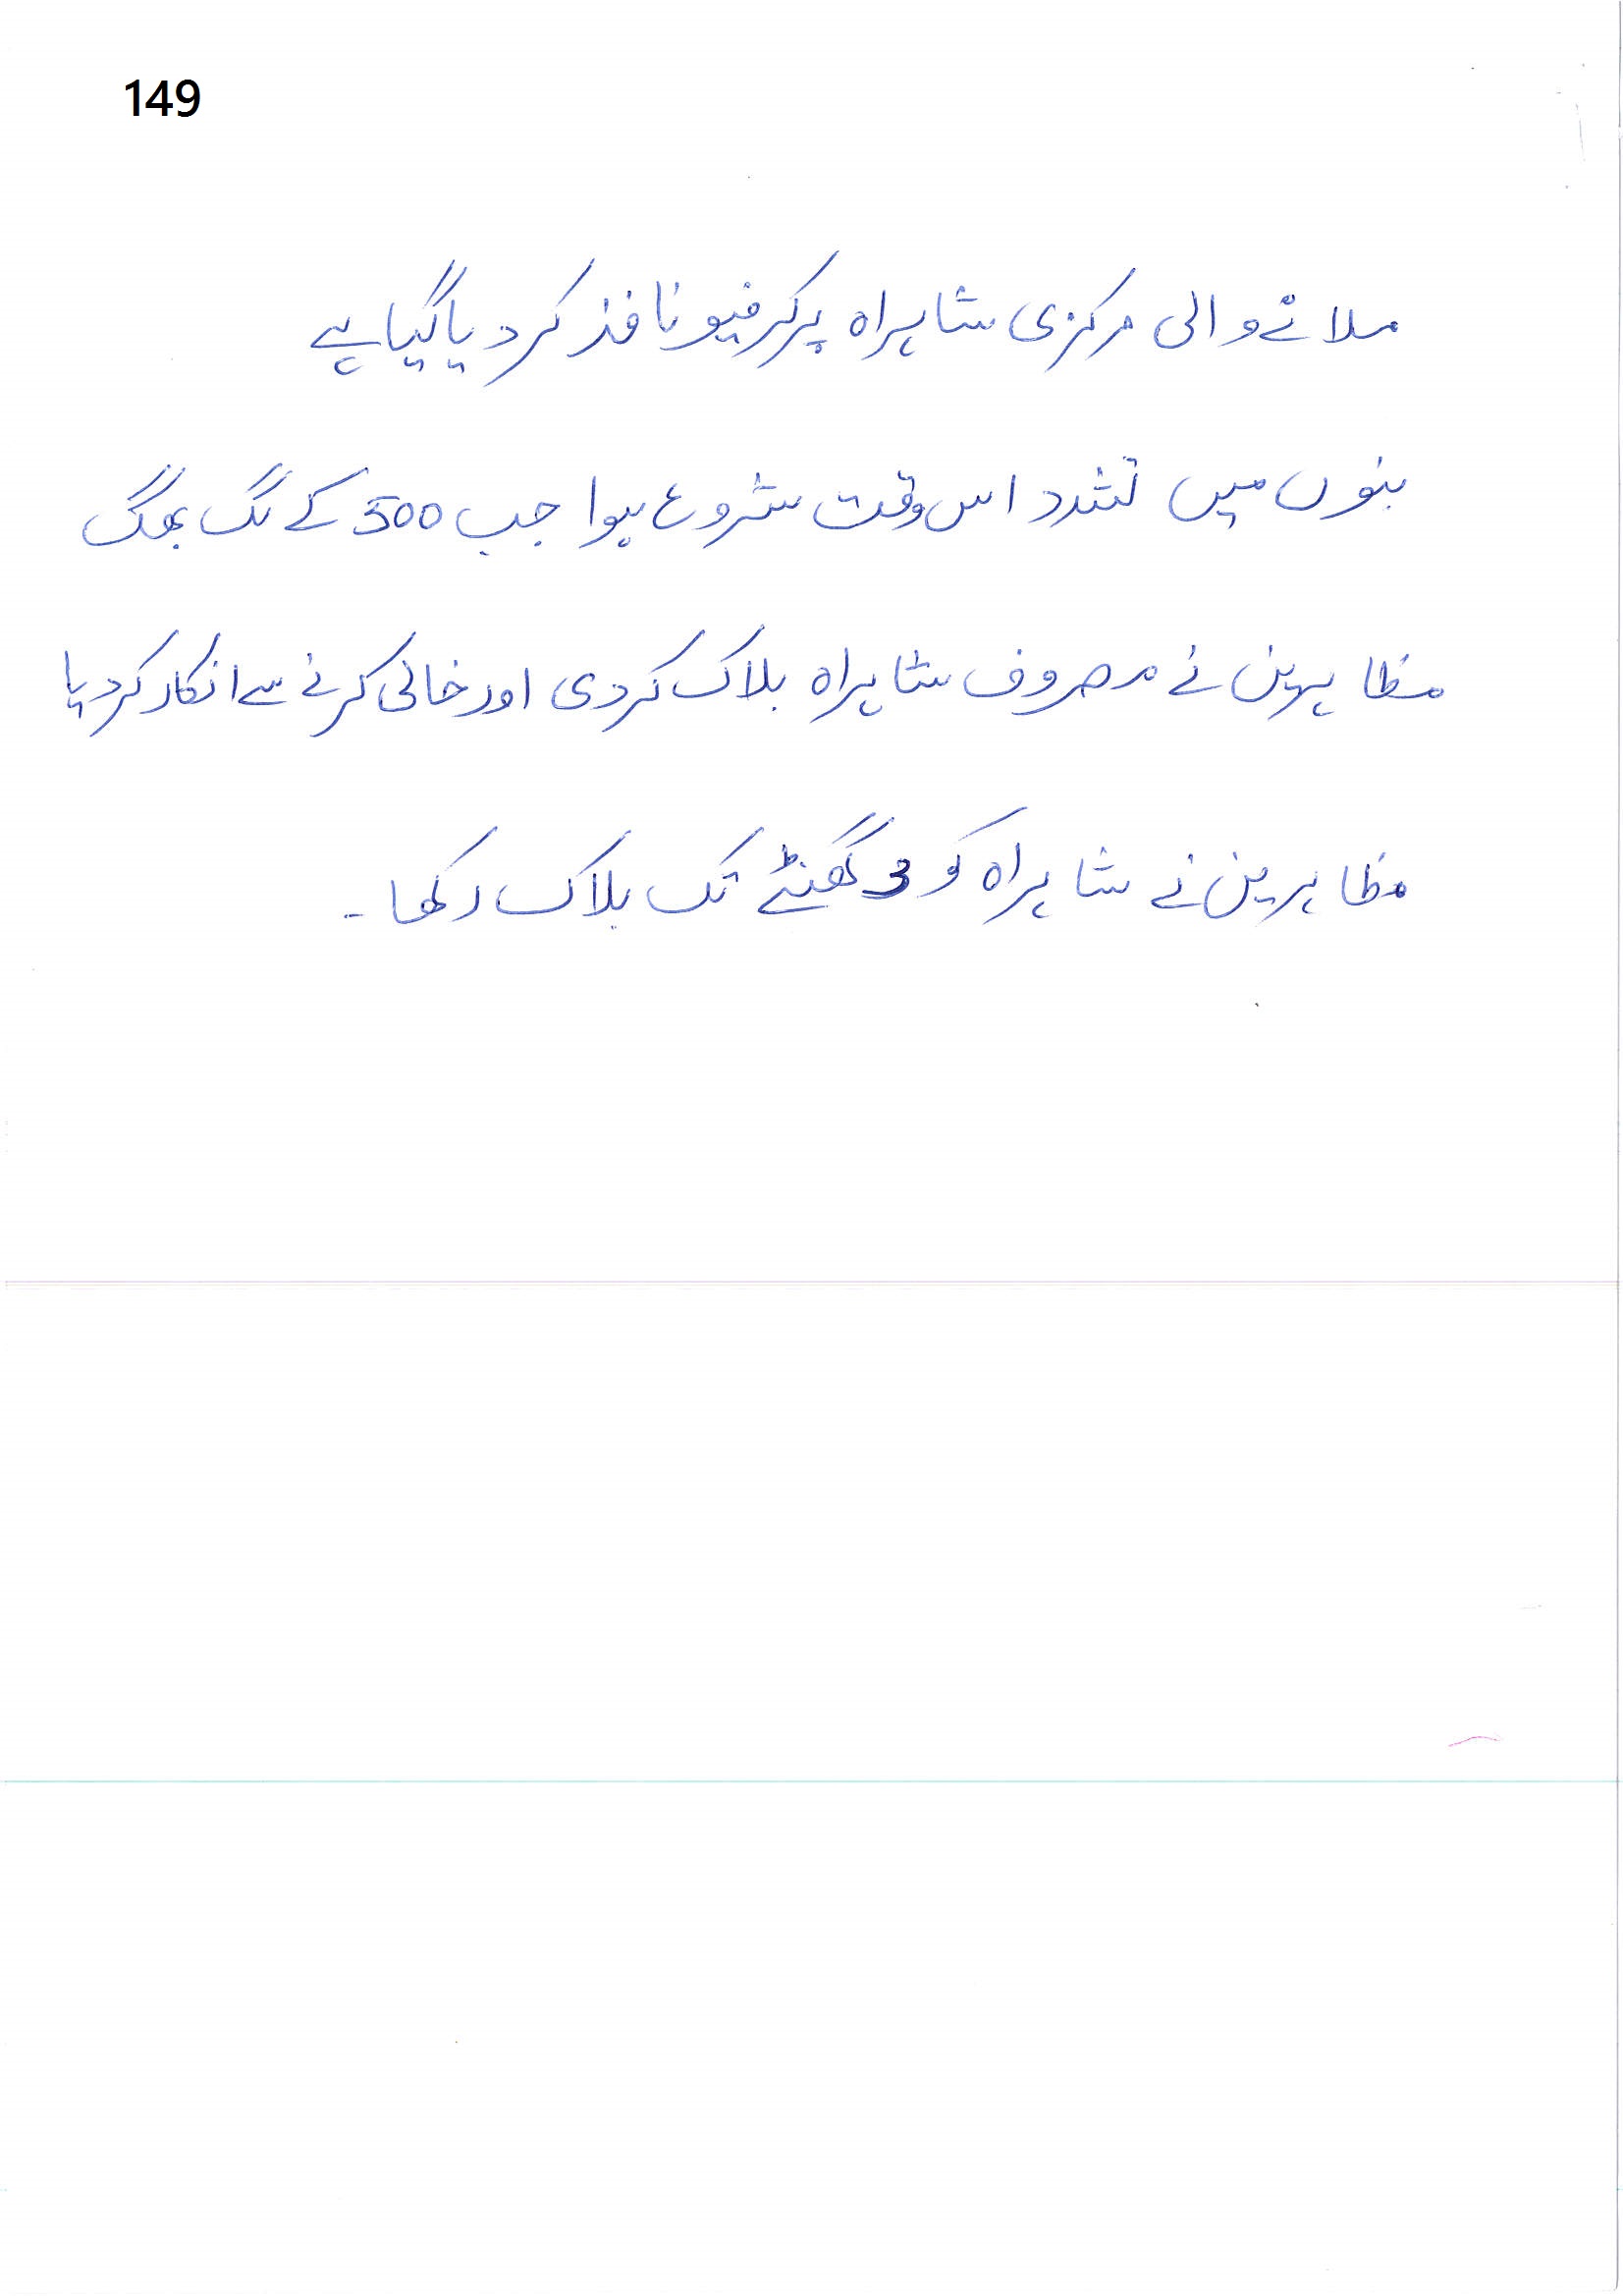 149
ملانے والی مرکزی شاہراہ پر کرفیو نافذ کر دیا گیا ہے
بنوں میں تشدد اس وقت شروع ہوا جب 500 کے لگ بھگ
مظاہرین نے مصروف شاہراہ بلاک کر دی اور خالی کرنے سے انکار کر دیا
مظاہرین نے شاہراہ کو 3 گھنٹے تک بلاک رکھا۔